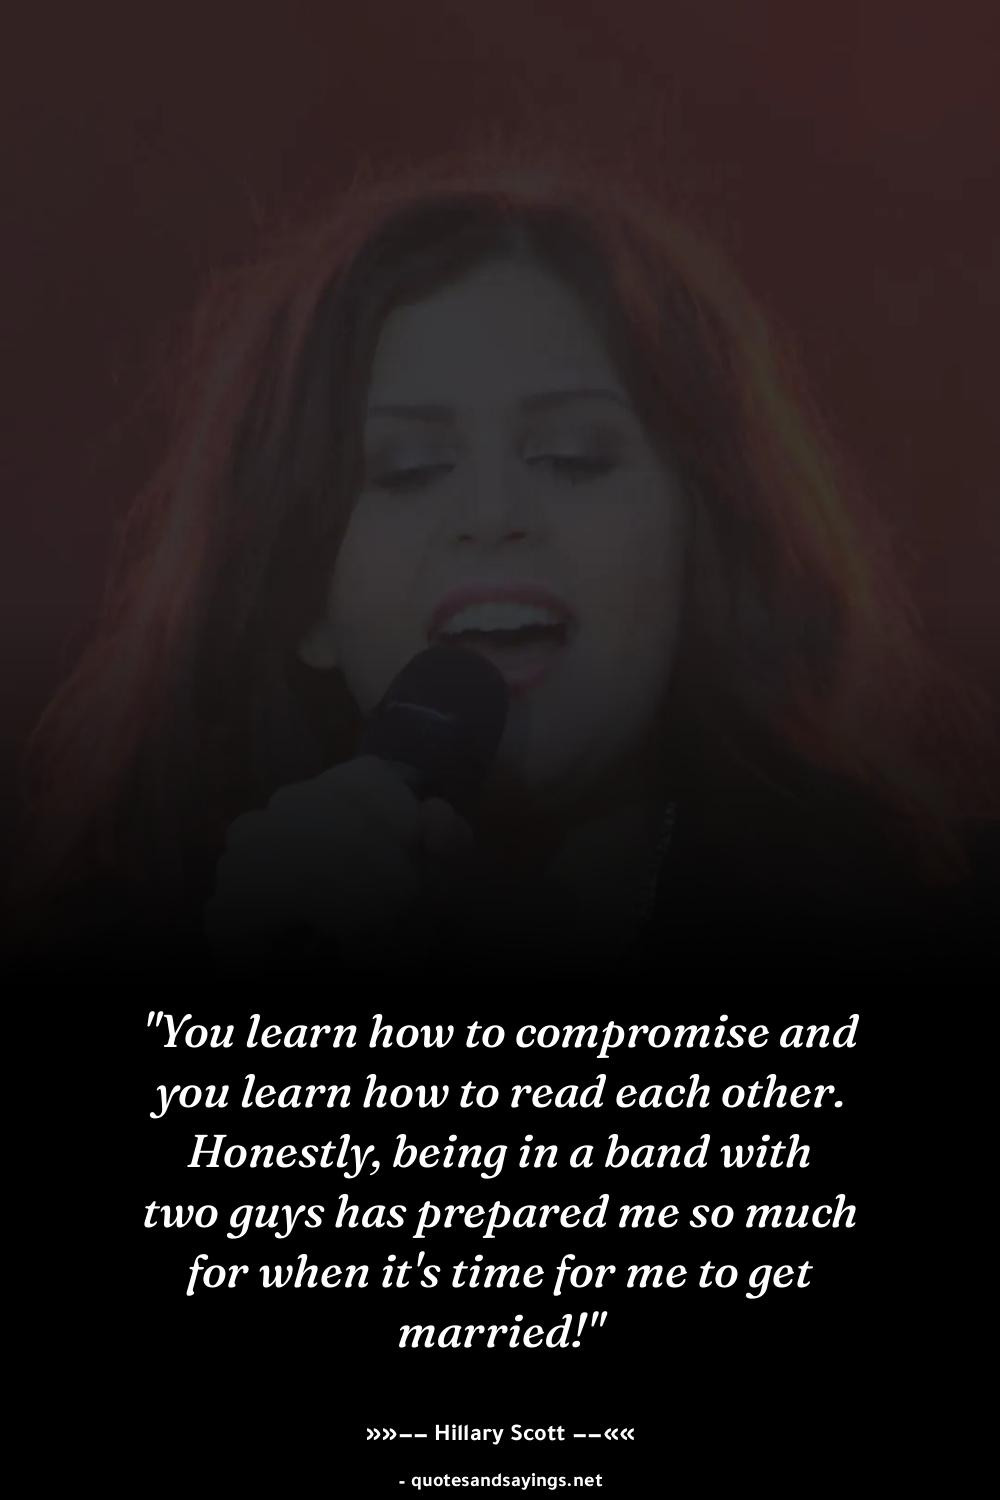 "You learn how to compromise and
you learn how to read each other.
Honestly, being in a band with
two guys has prepared me so much
for when it's time for me to get
married!"
»»−− Hillary Scott −−««
- quotesandsayings.net